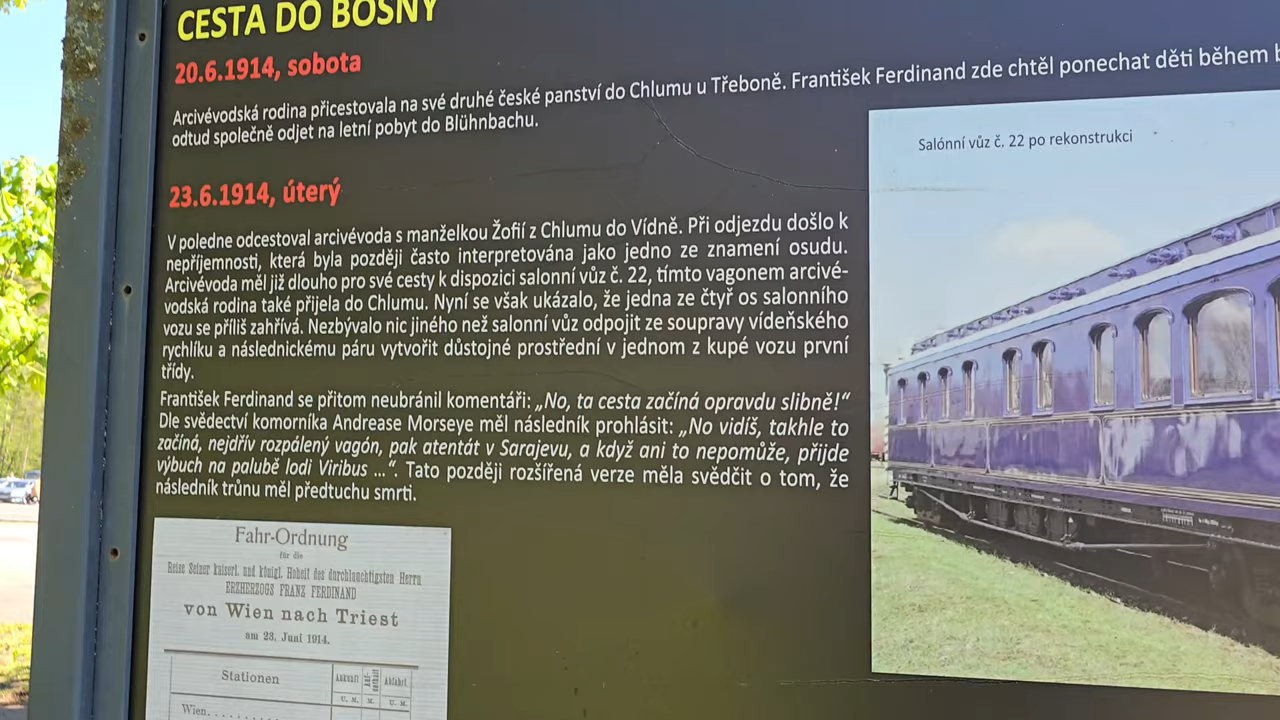 CESTA DO BOSNY
20.6.1914, sobota
Arcivévodská rodina přicestovala na své druhé české panství do Chlumu u Třeboně. František Ferdinand zde chtěl ponechat děti během
odtud společně odjet na letní pobyt do Blühnbachu.
Salónní vůz č. 22 po rekonstrukci
23.6.1914, úterý
V poledne odcestoval arcivévoda s manželkou Žofií z Chlumu do Vídně. Při odjezdu došlo k
nepříjemnosti, která byla později často interpretována jako jedno ze znamení osudu.
Arcivévoda měl již dlouho pro své cesty k dispozici salonní vůz č. 22, tímto vagonem arcivé-
vodská rodina také přijela do Chlumu. Nyní se však ukázalo, že jedna ze čtyř os salonního
vozu se příliš zahřívá. Nezbývalo nic jiného než salonní vůz odpojit ze soupravy vídeňského
rychlíku a následnickému páru vytvořit důstojné prostřední v jednom z kupé vozu první
třídy.
František Ferdinand se přitom neubránil komentáři: „No, ta cesta začíná opravdu slibně!“
Dle svědectví komorníka Andrease Morseye měl následník prohlásit: „No vidíš, takhle to
začíná, nejdřív rozpálený vagón, pak atentát v Sarajevu, a když ani to nepomůže, přijde
výbuch na palubě lodi Viribus ...“. Tato později rozšířená verze měla svědčit o tom, že
následník trůnu měl předtuchu smrti.
Fahr-Ordnung
für die
Reise Seiner kaiserl. und königl. Hoheit des durchlauchtigsten Herrn
ERZHERZOGS FRANZ FERDINAND
von Wien nach Triest
am 23. Juni 1914.
Stationen Ankunft Auf-enthalt Abfahrt
U. M. M. U. M.
Wien